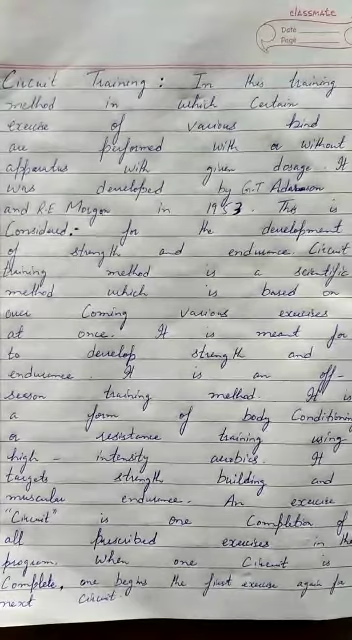 classmate
Date
Page
Circuit Training : In this training
method in which certain
exercise of various kind
are performed with or without
apparatus with given dosage. It
was developed by G.T Adamson
and R.E Morgon in 1953. This is
Considered for the development
of strength and endurance. Circuit
training method is a scientific
method which is based on
over Coming various exercises
at once. It is meant for
to develop strength and
endurance. It is an off-
season training method. It is
a form of body Conditioning
or resistance training using
high - intensity aerobics. It
targets strength building and
muscular endurance. An exercise
"Circuit" is one Completion of
all prescribed exercises in the
program. When one Circuit is
Complete, one begins the first exercise again for
next Circuit.